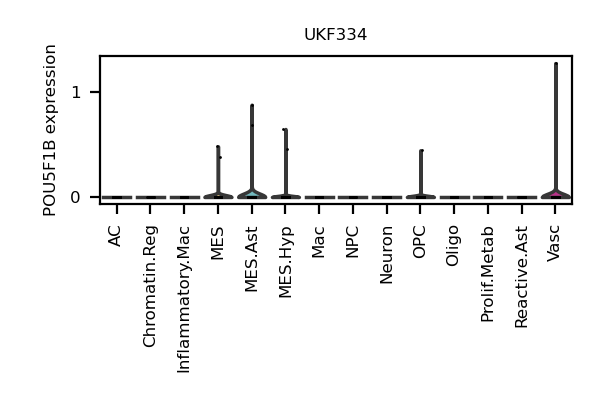 UKF334
POU5F1B expression
1
0
AC
Chromatin.Reg
Inflammatory.Mac
MES
MES.Ast
MES.Hyp
Mac
NPC
Neuron
OPC
Oligo
Prolif.Metab
Reactive.Ast
Vasc